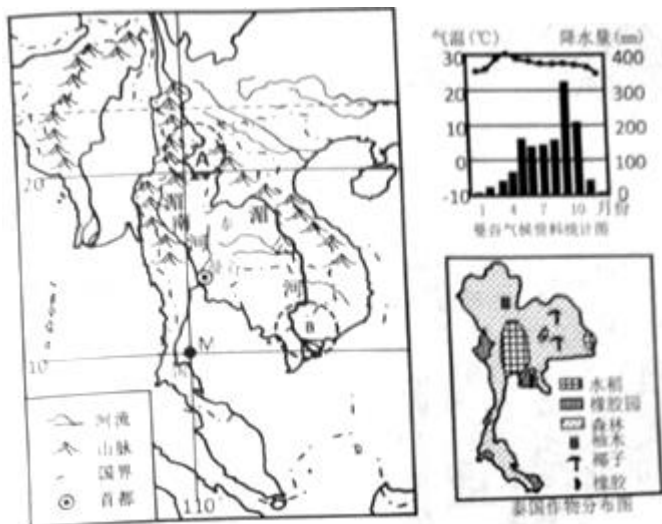 20
10
110
A
B
M
湄
南
河
湄
河
河流
山脉
国界
首都
气温(℃)
降水量(mm)
30
20
10
0
-10
400
300
200
100
0
1 4 7 10 月份
曼谷气候资料统计图
水稻
橡胶园
森林
柚木
椰子
橡胶
泰国作物分布图